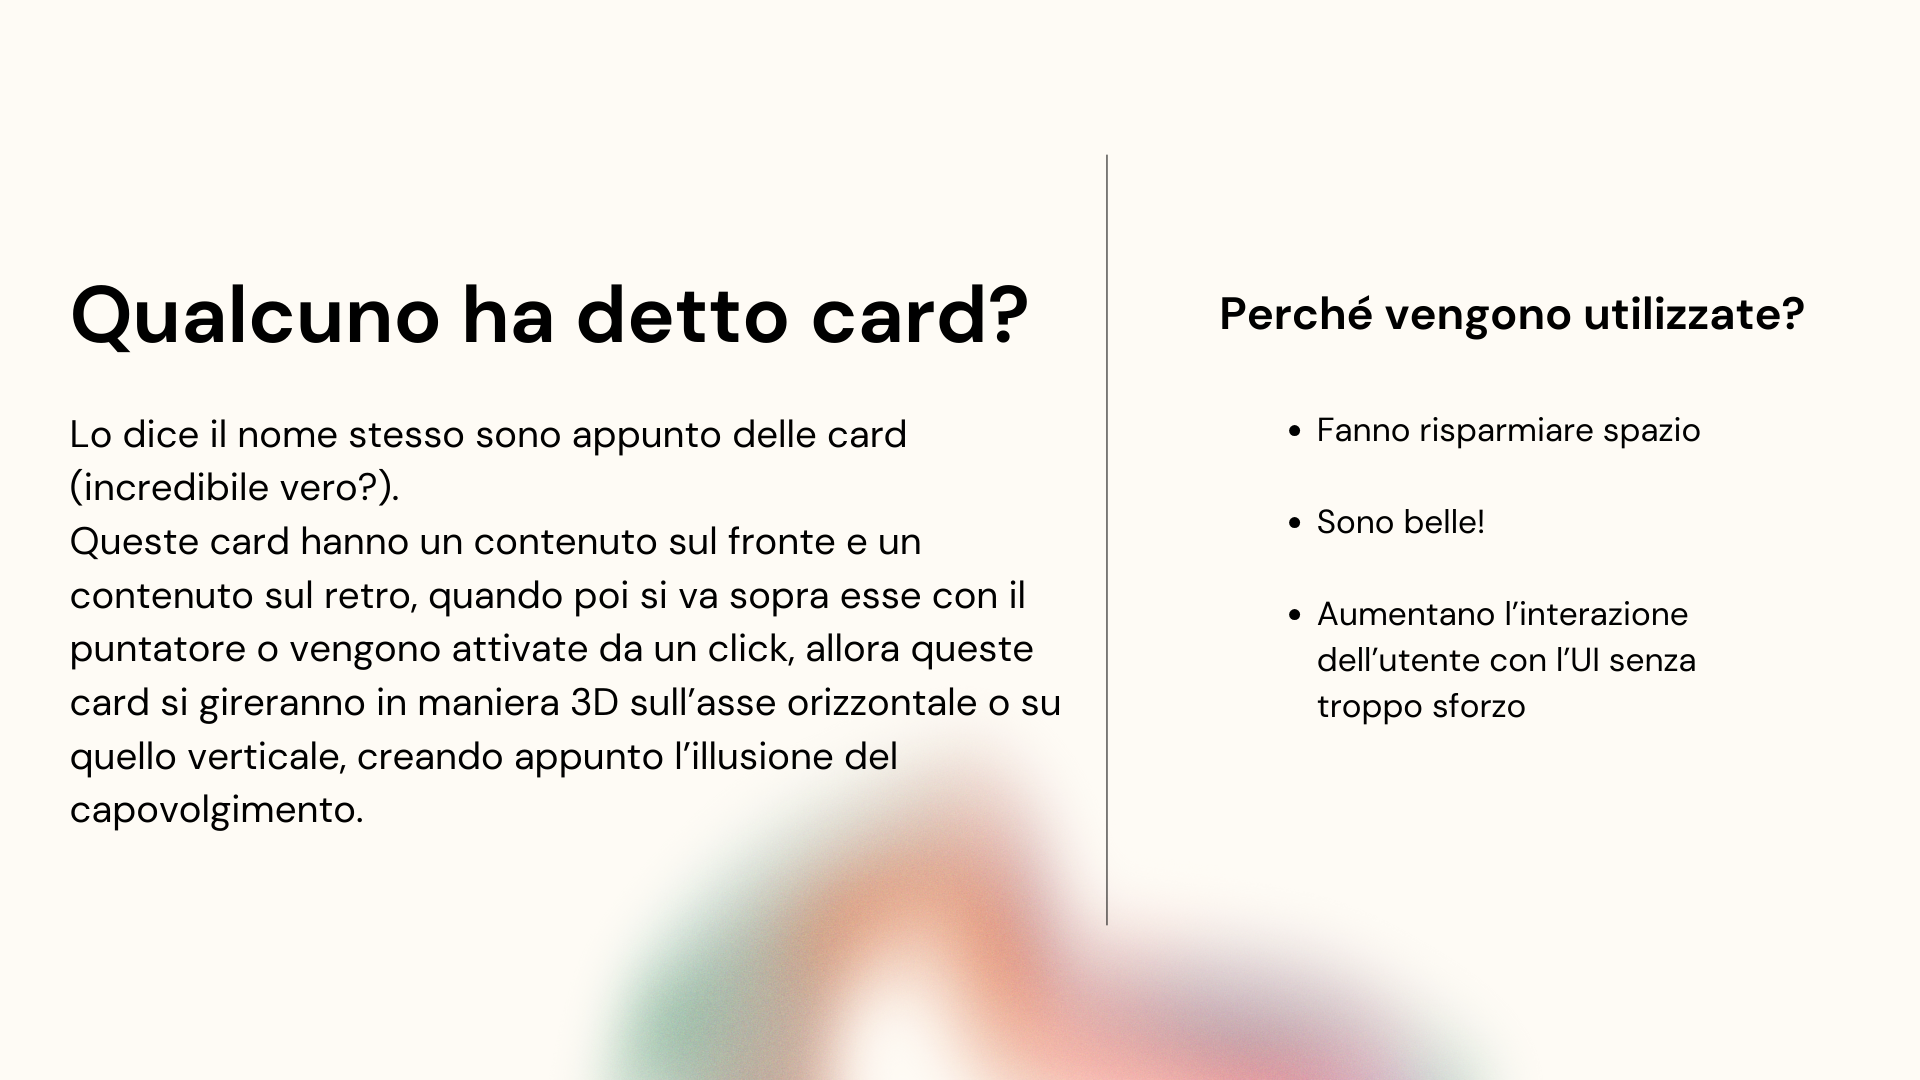 Qualcuno ha detto card?
Lo dice il nome stesso sono appunto delle card
(incredibile vero?).
Queste card hanno un contenuto sul fronte e un
contenuto sul retro, quando poi si va sopra esse con il
puntatore o vengono attivate da un click, allora queste
card si gireranno in maniera 3D sull’asse orizzontale o su
quello verticale, creando appunto l’illusione del
capovolgimento.
Perché vengono utilizzate?
• Fanno risparmiare spazio
• Sono belle!
• Aumentano l’interazione
dell’utente con l’UI senza
troppo sforzo